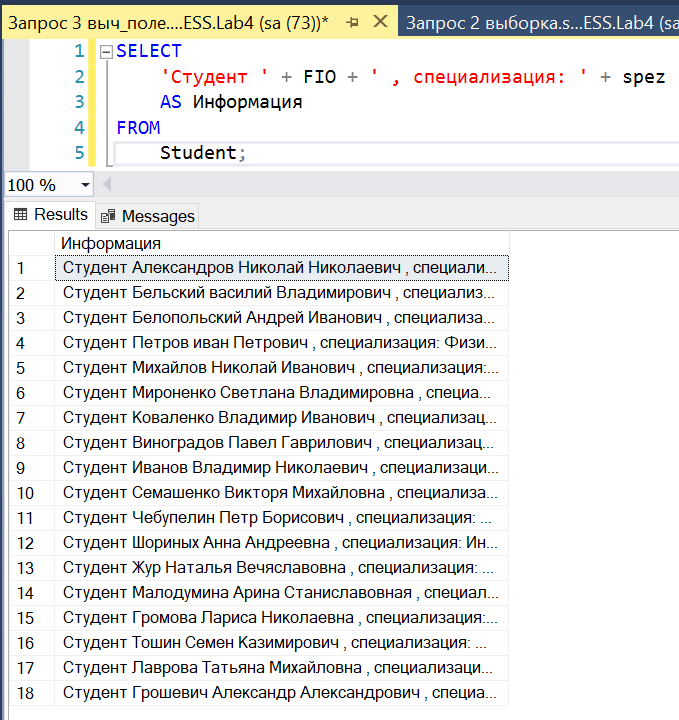 Запрос 3 выч_поле....ESS.Lab4 (sa (73))* Запрос 2 выборка.s...ESS.Lab4 (sa
1 SELECT
2 'Студент ' + FIO + ' , специализация: ' + spez
3 AS Информация
4 FROM
5 Student;
100 %
Results Messages
Информация
1 Студент Александров Николай Николаевич , специали...
2 Студент Бельский василий Владимирович , специализ...
3 Студент Белопольский Андрей Иванович , специализа...
4 Студент Петров иван Петрович , специализация: Физи...
5 Студент Михайлов Николай Иванович , специализация:...
6 Студент Мироненко Светлана Владимировна , специа...
7 Студент Коваленко Владимир Иванович , специализац...
8 Студент Виноградов Павел Гаврилович , специализац...
9 Студент Иванов Владимир Николаевич , специализаци...
10 Студент Семашенко Викторя Михайловна , специализа...
11 Студент Чебупелин Петр Борисович , специализация: ...
12 Студент Шориных Анна Андреевна , специализация: Ин...
13 Студент Жур Наталья Вечяславовна , специализация: ...
14 Студент Малодумина Арина Станиславовная , специал...
15 Студент Громова Лариса Николаевна , специализация:...
16 Студент Тошин Семен Казимирович , специализация: ...
17 Студент Лаврова Татьяна Михайловна , специализаци...
18 Студент Грошевич Александр Александрович , специа...